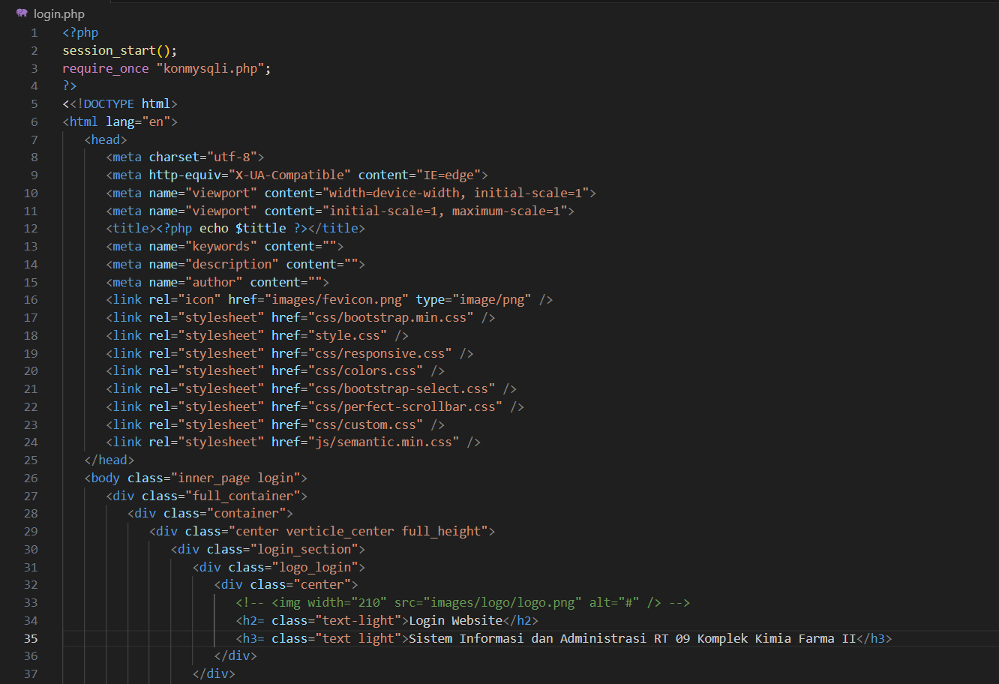 login.php
1 <?php
2 session_start();
3 require_once "konmysqli.php";
4 ?>
5 <<!DOCTYPE html>
6 <html lang="en">
7 <head>
8 <meta charset="utf-8">
9 <meta http-equiv="X-UA-Compatible" content="IE=edge">
10 <meta name="viewport" content="width=device-width, initial-scale=1">
11 <meta name="viewport" content="initial-scale=1, maximum-scale=1">
12 <title><?php echo $tittle ?></title>
13 <meta name="keywords" content="">
14 <meta name="description" content="">
15 <meta name="author" content="">
16 <link rel="icon" href="images/fevicon.png" type="image/png" />
17 <link rel="stylesheet" href="css/bootstrap.min.css" />
18 <link rel="stylesheet" href="style.css" />
19 <link rel="stylesheet" href="css/responsive.css" />
20 <link rel="stylesheet" href="css/colors.css" />
21 <link rel="stylesheet" href="css/bootstrap-select.css" />
22 <link rel="stylesheet" href="css/perfect-scrollbar.css" />
23 <link rel="stylesheet" href="css/custom.css" />
24 <link rel="stylesheet" href="js/semantic.min.css" />
25 </head>
26 <body class="inner_page login">
27 <div class="full_container">
28 <div class="container">
29 <div class="center verticle_center full_height">
30 <div class="login_section">
31 <div class="logo_login">
32 <div class="center">
33 <!-- <img width="210" src="images/logo/logo.png" alt="#" /> -->
34 <h2= class="text-light">Login Website</h2>
35 <h3= class="text light">Sistem Informasi dan Administrasi RT 09 Komplek Kimia Farma II</h3>
36 </div>
37 </div>